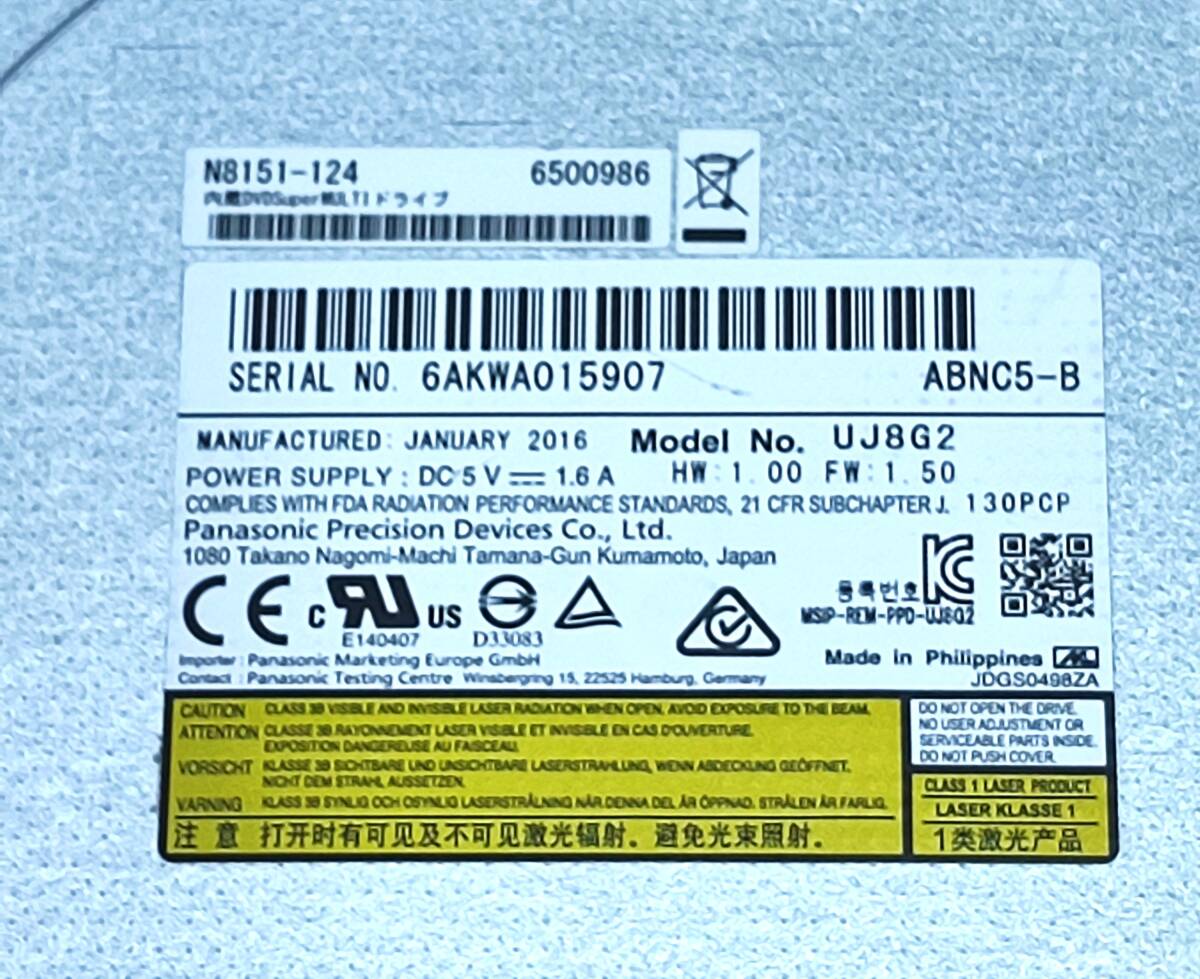 N8151-124 6500986
内蔵DVDSuperMULTIドライブ
SERIAL NO. 6AKWA015907 ABNC5-B
MANUFACTURED: JANUARY 2016 Model No. UJ8G2
POWER SUPPLY : DC 5 V 1.6 A HW:1.00 FW:1.50
COMPLIES WITH FDA RADIATION PERFORMANCE STANDARDS, 21 CFR SUBCHAPTER J. 130PCP
Panasonic Precision Devices Co., Ltd.
1080 Takano Nagomi-Machi Tamana-Gun Kumamoto, Japan
CE c RU US
E140407 D33083
등록번호 KC
MSIP-REM-PPD-UJ8G2
Importer : Panasonic Marketing Europe GmbH
Contact : Panasonic Testing Centre Winsbergring 15, 22525 Hamburg, Germany
Made in Philippines
JDGS0498ZA
CAUTION CLASS 3B VISIBLE AND INVISIBLE LASER RADIATION WHEN OPEN, AVOID EXPOSURE TO THE BEAM.
ATTENTION CLASSE 3B RAYONNEMENT LASER VISIBLE ET INVISIBLE EN CAS D'OUVERTURE.
EXPOSITION DANGEREUSE AU FAISCEAU.
VORSICHT KLASSE 3B SICHTBARE UND UNSICHTBARE LASERSTRAHLUNG, WENN ABDECKUNG GEÖFFNET.
NICHT DEM STRAHL AUSSETZEN.
VARNING KLASS 3B SYNLIG OCH OSYNLIG LASERSTRÅLNING NÄR DENNA DEL ÄR ÖPPNAD. STRÅLEN ÄR FARLIG.
注 意 打开时有可见及不可见激光辐射。避免光束照射。
DO NOT OPEN THE DRIVE.
NO USER ADJUSTMENT OR
SERVICEABLE PARTS INSIDE.
DO NOT PUSH COVER.
CLASS 1 LASER PRODUCT
LASER KLASSE 1
1类激光产品